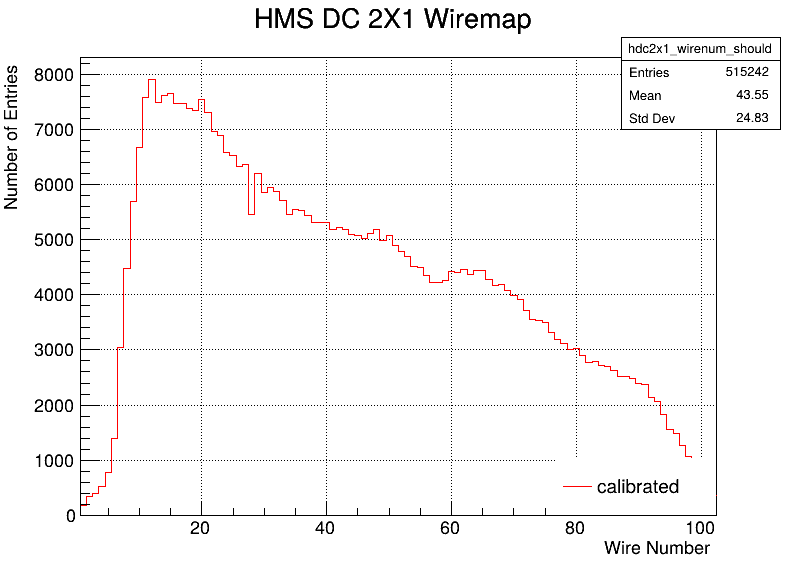 HMS DC 2X1 Wiremap
hdc2x1_wirenum_should
Entries 515242
Mean 43.55
Std Dev 24.83
Number of Entries
8000
7000
6000
5000
4000
3000
2000
1000
0
calibrated
20 40 60 80 100
Wire Number